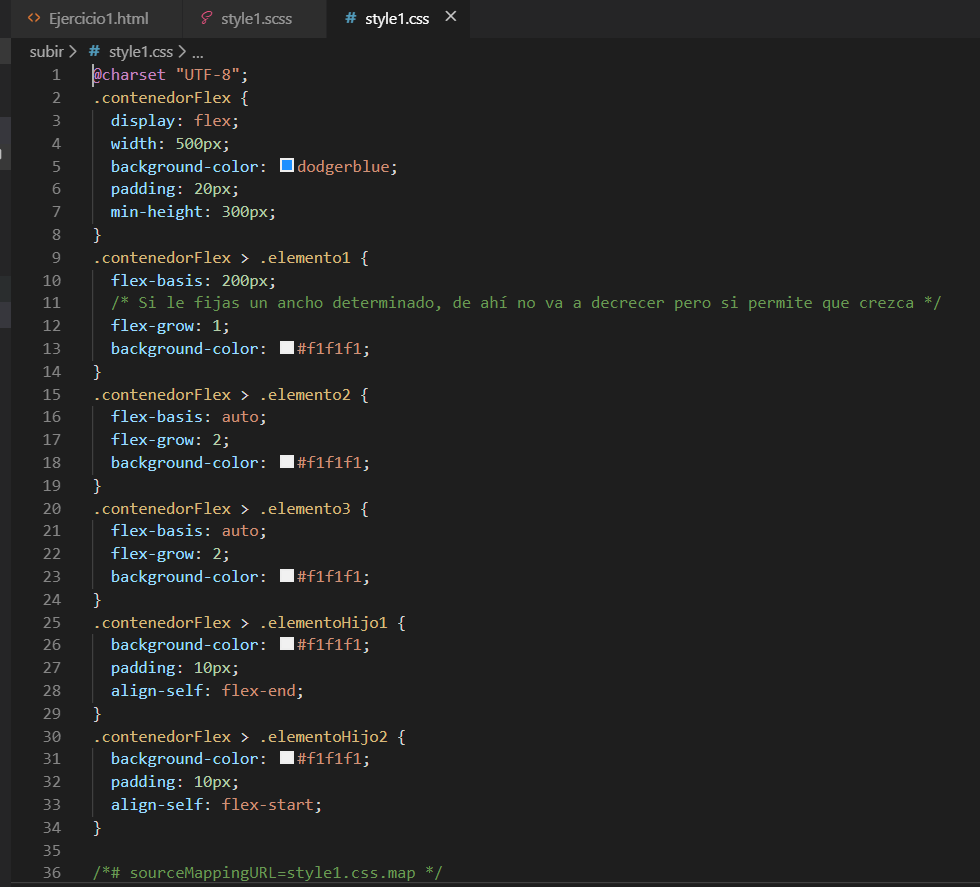 Ejercicio1.html style1.scss # style1.css
subir > # style1.css > ...
1 @charset "UTF-8";
2 .contenedorFlex {
3 display: flex;
4 width: 500px;
5 background-color: dodgerblue;
6 padding: 20px;
7 min-height: 300px;
8 }
9 .contenedorFlex > .elemento1 {
10 flex-basis: 200px;
11 /* Si le fijas un ancho determinado, de ahí no va a decrecer pero si permite que crezca */
12 flex-grow: 1;
13 background-color: #f1f1f1;
14 }
15 .contenedorFlex > .elemento2 {
16 flex-basis: auto;
17 flex-grow: 2;
18 background-color: #f1f1f1;
19 }
20 .contenedorFlex > .elemento3 {
21 flex-basis: auto;
22 flex-grow: 2;
23 background-color: #f1f1f1;
24 }
25 .contenedorFlex > .elementoHijo1 {
26 background-color: #f1f1f1;
27 padding: 10px;
28 align-self: flex-end;
29 }
30 .contenedorFlex > .elementoHijo2 {
31 background-color: #f1f1f1;
32 padding: 10px;
33 align-self: flex-start;
34 }
35
36 /*# sourceMappingURL=style1.css.map */